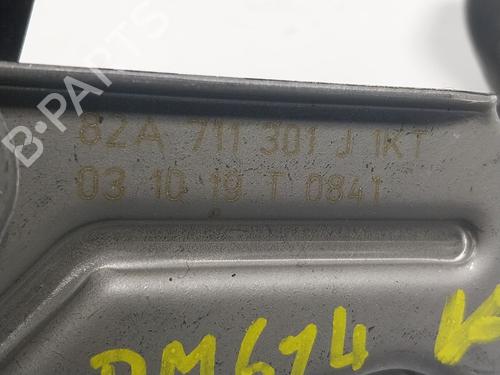 B-PARTS
82A 711 301 J 1KT
03 10 19 T 0841
DM614 K